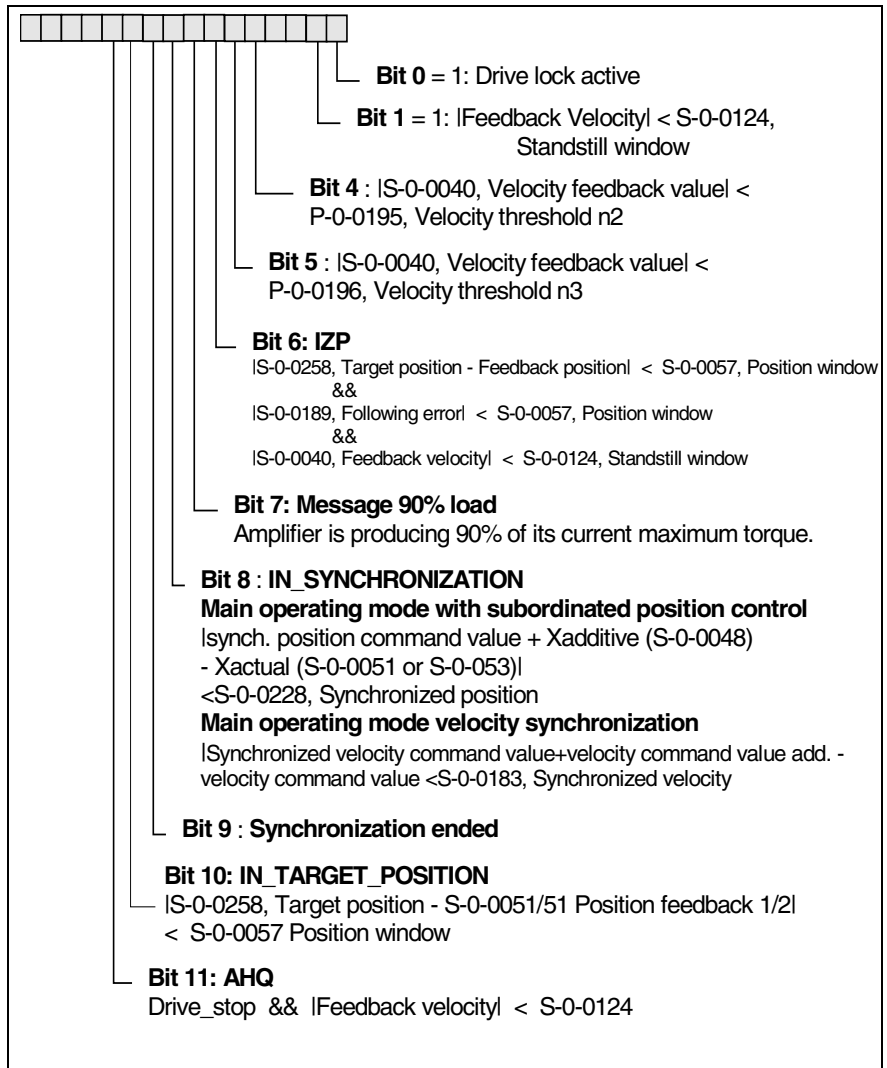 Bit 0 = 1: Drive lock active
Bit 1 = 1: |Feedback Velocity| < S-0-0124,
Standstill window
Bit 4 : |S-0-0040, Velocity feedback value| <
P-0-0195, Velocity threshold n2
Bit 5 : |S-0-0040, Velocity feedback value| <
P-0-0196, Velocity threshold n3
Bit 6: IZP
|S-0-0258, Target position - Feedback position| < S-0-0057, Position window
&&
|S-0-0189, Following error| < S-0-0057, Position window
&&
|S-0-0040, Feedback velocity| < S-0-0124, Standstill window
Bit 7: Message 90% load
Amplifier is producing 90% of its current maximum torque.
Bit 8 : IN_SYNCHRONIZATION
Main operating mode with subordinated position control
|synch. position command value + Xadditive (S-0-0048)
- Xactual (S-0-0051 or S-0-053)|
<S-0-0228, Synchronized position
Main operating mode velocity synchronization
|Synchronized velocity command value+velocity command value add. -
velocity command value <S-0-0183, Synchronized velocity
Bit 9 : Synchronization ended
Bit 10: IN_TARGET_POSITION
|S-0-0258, Target position - S-0-0051/51 Position feedback 1/2|
< S-0-0057 Position window
Bit 11: AHQ
Drive_stop && |Feedback velocity| < S-0-0124